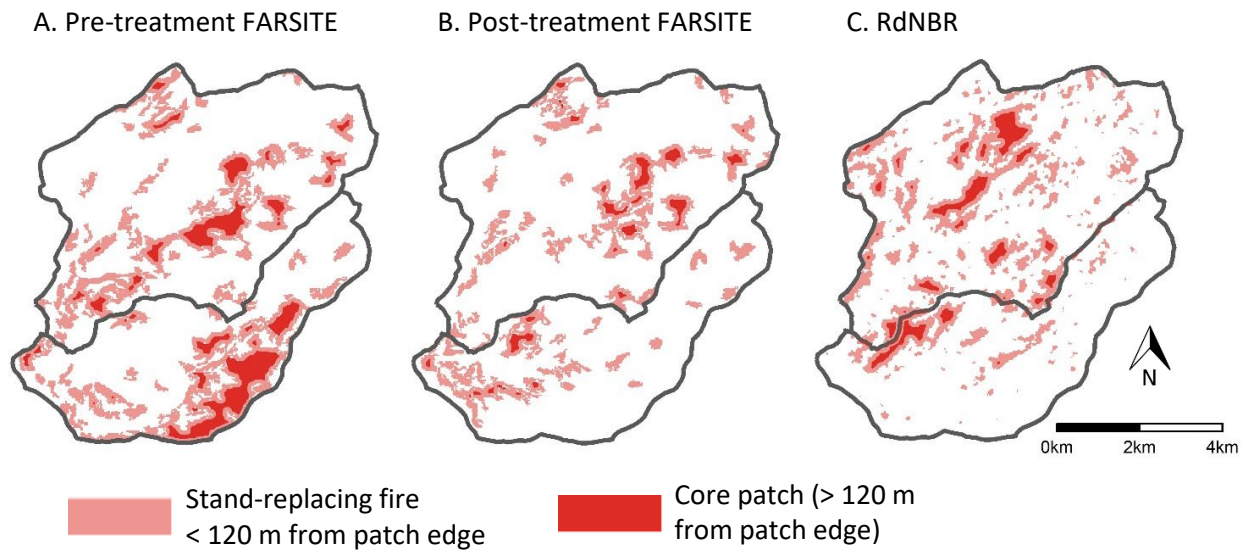 A. Pre-treatment FARSITE
B. Post-treatment FARSITE
C. RdNBR
N
0km 2km 4km
Stand-replacing fire
< 120 m from patch edge
Core patch (> 120 m
from patch edge)